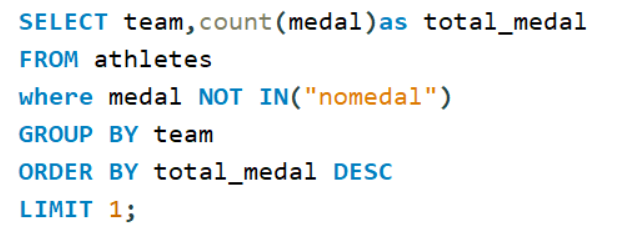 SELECT team,count(medal)as total_medal
FROM athletes
where medal NOT IN("nomedal")
GROUP BY team
ORDER BY total_medal DESC
LIMIT 1;